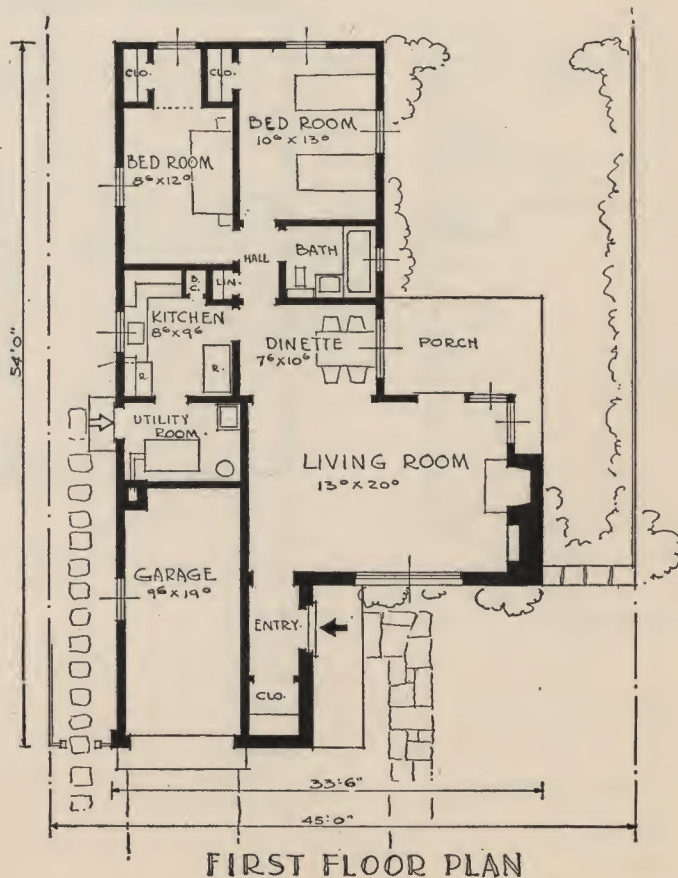 CLO.
CLO.
BED ROOM
10⁶ × 13⁰
BED ROOM
8⁶ × 12⁰
BATH
HALL
B.
C.
LIN.
KITCHEN
8⁶ × 9⁶
DINETTE
7⁶ × 10⁶
PORCH
54'0"
R.
R.
UTILITY
ROOM.
LIVING ROOM
13⁰ × 20⁰
GARAGE
9⁶ × 19⁰
ENTRY.
CLO.
33'-6"
45'-0"
FIRST FLOOR PLAN